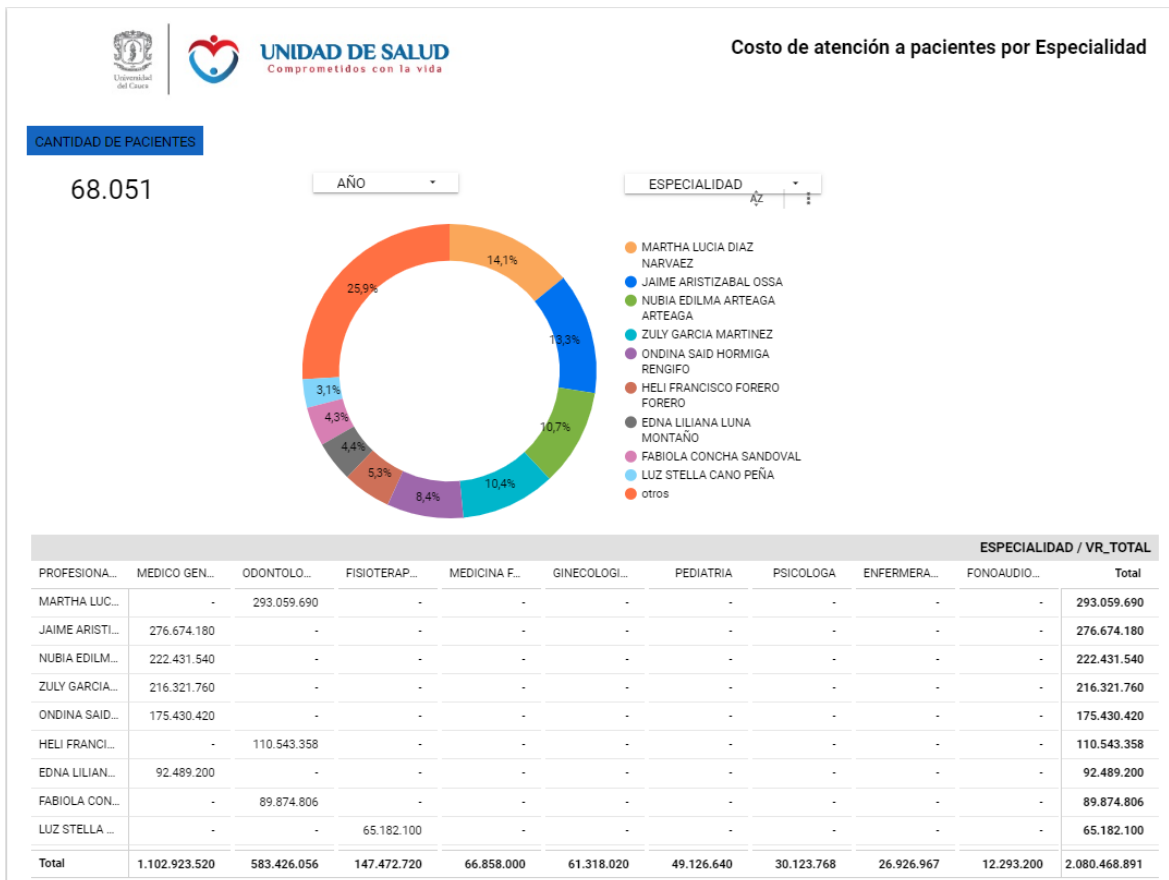 Universidad
del Cauca
UNIDAD DE SALUD
Comprometidos con la vida
Costo de atención a pacientes por Especialidad
CANTIDAD DE PACIENTES
68.051
AÑO
ESPECIALIDAD
AZ
14,1%
13,3%
10,7%
10,4%
8,4%
5,3%
4,4%
4,3%
3,1%
25,9%
MARTHA LUCIA DIAZ
NARVAEZ
JAIME ARISTIZABAL OSSA
NUBIA EDILMA ARTEAGA
ARTEAGA
ZULY GARCIA MARTINEZ
ONDINA SAID HORMIGA
RENGIFO
HELI FRANCISCO FORERO
FORERO
EDNA LILIANA LUNA
MONTAÑO
FABIOLA CONCHA SANDOVAL
LUZ STELLA CANO PEÑA
otros
ESPECIALIDAD / VR_TOTAL
PROFESIONA... MEDICO GEN... ODONTOLO... FISIOTERAP... MEDICINA F... GINECOLOGI... PEDIATRIA PSICOLOGA ENFERMERA... FONOAUDIO... Total
MARTHA LUC... - 293.059.690 - - - - - - - 293.059.690
JAIME ARISTI... 276.674.180 - - - - - - - - 276.674.180
NUBIA EDILM... 222.431.540 - - - - - - - - 222.431.540
ZULY GARCIA... 216.321.760 - - - - - - - - 216.321.760
ONDINA SAID... 175.430.420 - - - - - - - - 175.430.420
HELI FRANCI... - 110.543.358 - - - - - - - 110.543.358
EDNA LILIAN... 92.489.200 - - - - - - - - 92.489.200
FABIOLA CON... - 89.874.806 - - - - - - - 89.874.806
LUZ STELLA ... - - 65.182.100 - - - - - - 65.182.100
Total 1.102.923.520 583.426.056 147.472.720 66.858.000 61.318.020 49.126.640 30.123.768 26.926.967 12.293.200 2.080.468.891